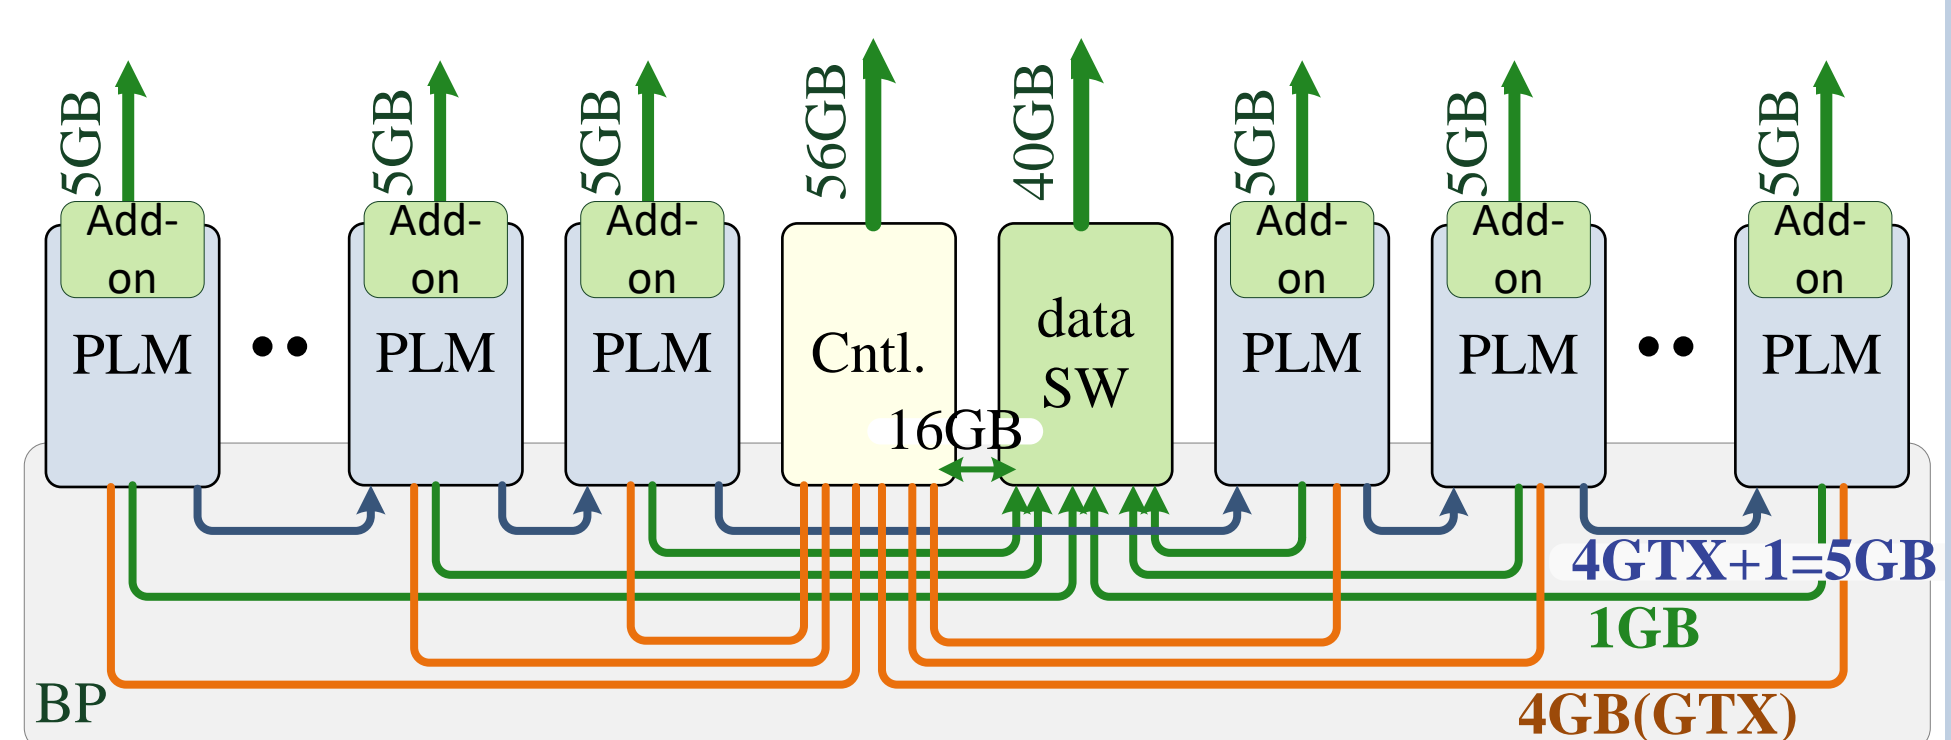 5GB
5GB
5GB
56GB
40GB
5GB
5GB
5GB
Add-
on
PLM
Add-
on
PLM
Add-
on
PLM
Cntl.
data
SW
Add-
on
PLM
Add-
on
PLM
Add-
on
PLM
16GB
4GTX+1=5GB
1GB
BP
4GB(GTX)